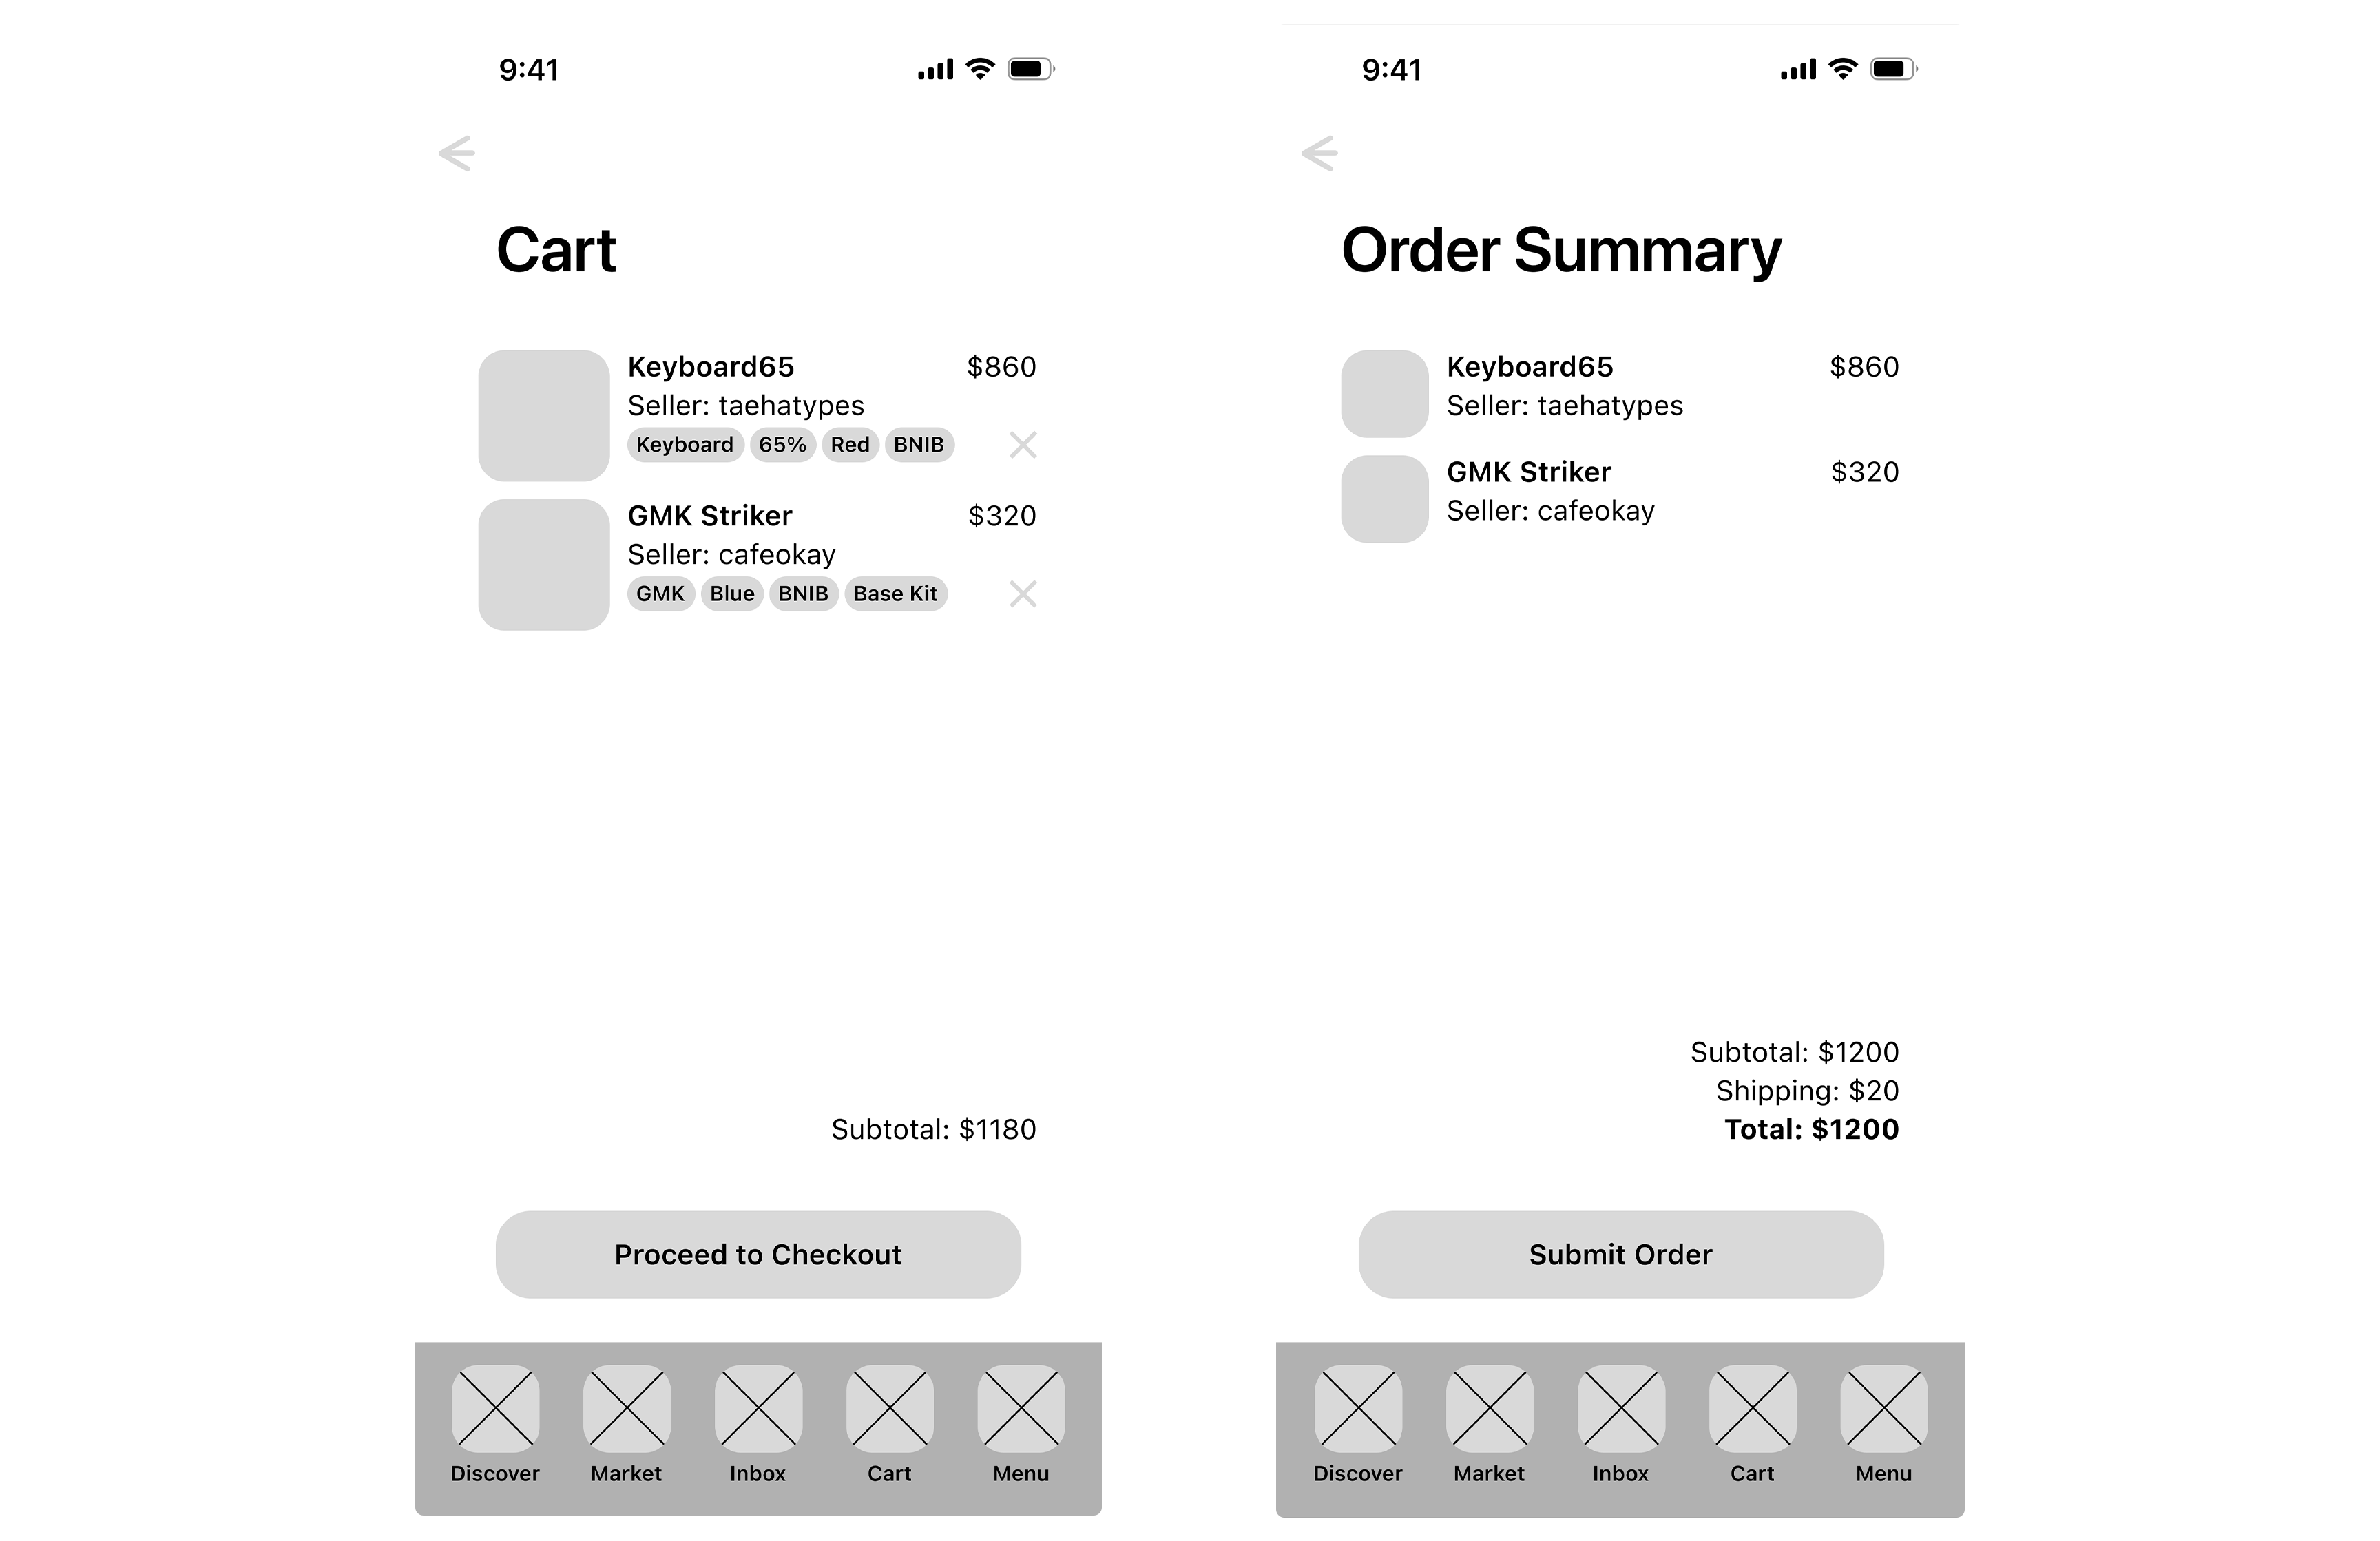 9:41
Cart
Keyboard65 $860
Seller: taehatypes
Keyboard 65% Red BNIB
GMK Striker $320
Seller: cafeokay
GMK Blue BNIB Base Kit
Subtotal: $1180
Proceed to Checkout
Discover Market Inbox Cart Menu
9:41
Order Summary
Keyboard65 $860
Seller: taehatypes
GMK Striker $320
Seller: cafeokay
Subtotal: $1200
Shipping: $20
Total: $1200
Submit Order
Discover Market Inbox Cart Menu